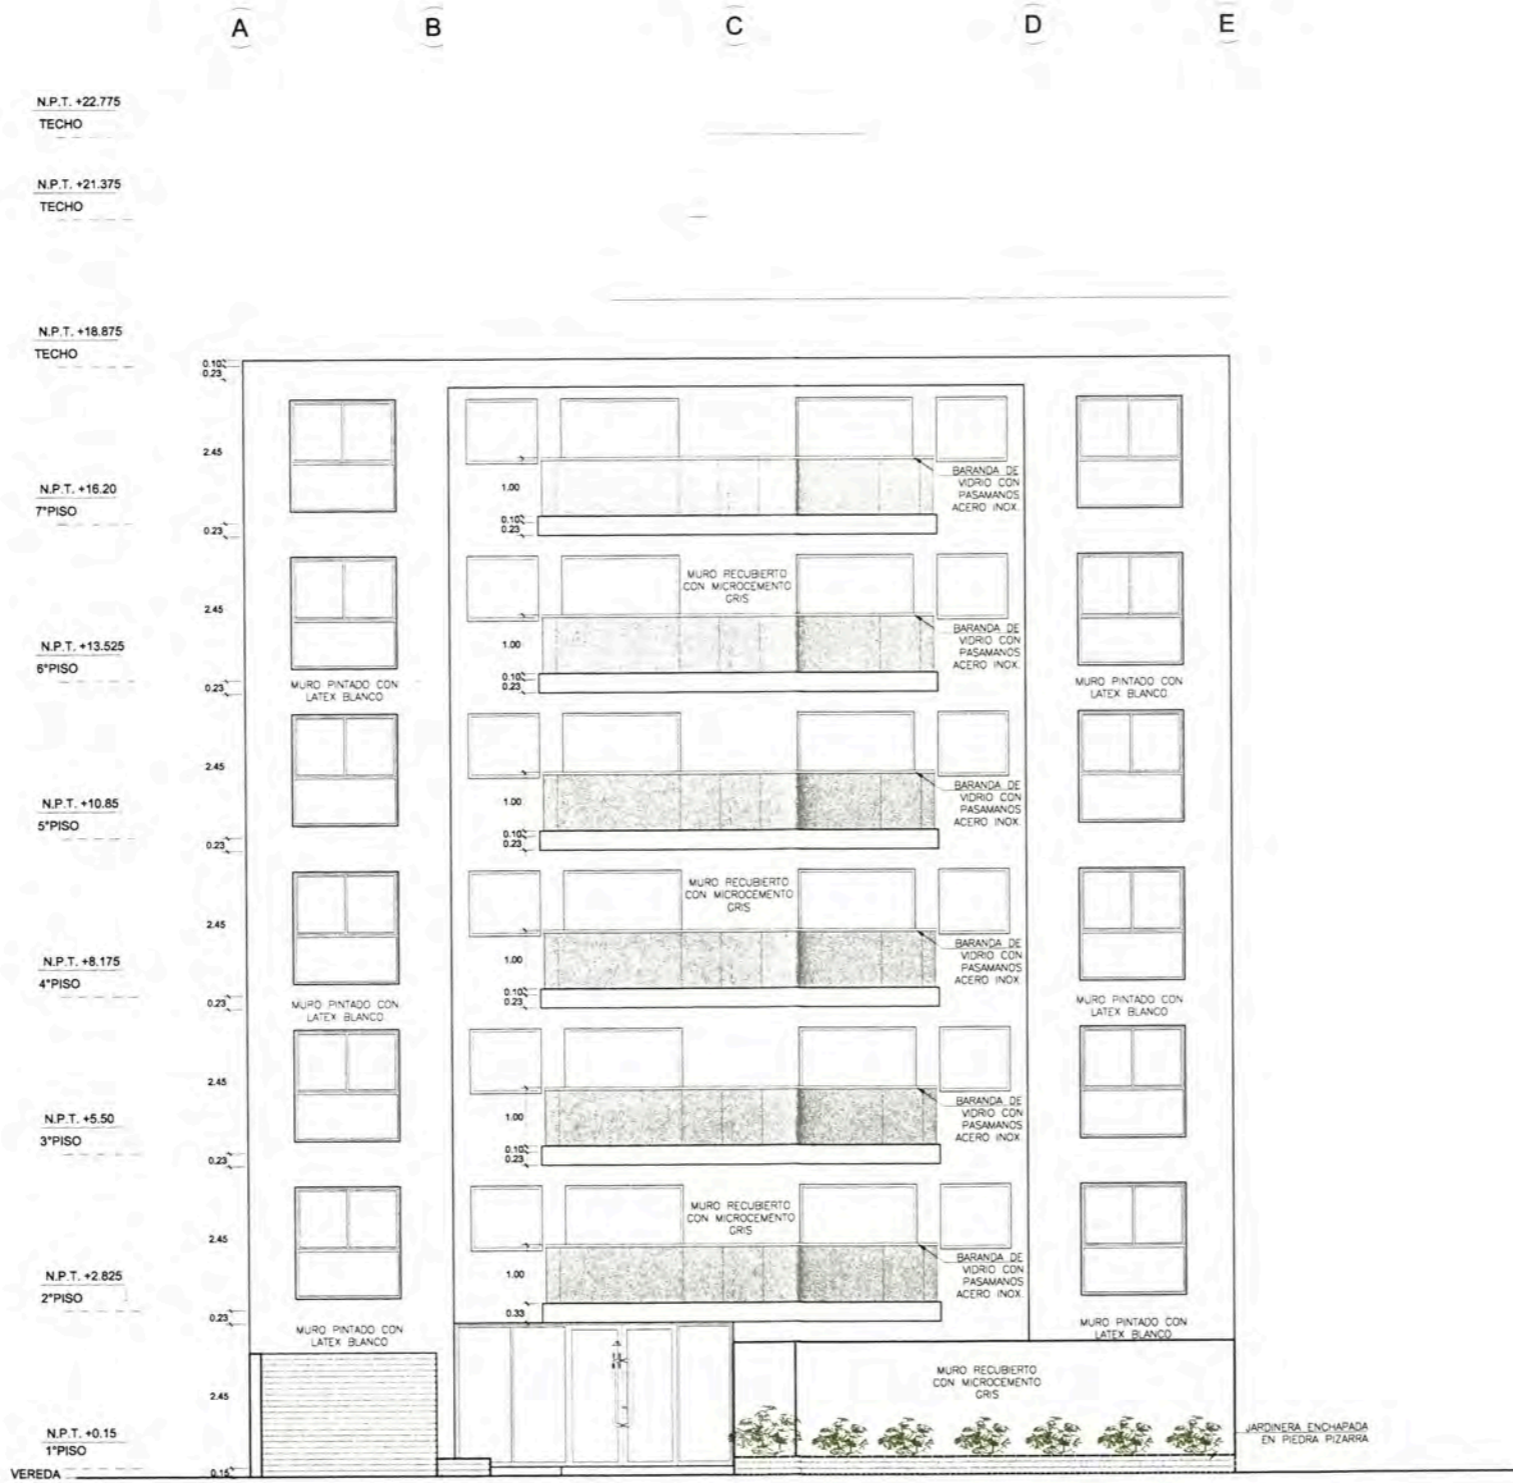 A B C D E
N.P.T. +22.775
TECHO
N.P.T. +21.375
TECHO
N.P.T. +18.875
TECHO
0.10
0.23
2.45
1.00
BARANDA DE
VIDRIO CON
PASAMANOS
ACERO INOX.
N.P.T. +16.20
7°PISO
0.23
0.10
0.23
MURO RECUBIERTO
CON MICROCEMENTO
GRIS
2.45
1.00
BARANDA DE
VIDRIO CON
PASAMANOS
ACERO INOX.
N.P.T. +13.525
6°PISO
0.23
0.10
0.23
MURO PINTADO CON
LATEX BLANCO
MURO PINTADO CON
LATEX BLANCO
2.45
1.00
BARANDA DE
VIDRIO CON
PASAMANOS
ACERO INOX.
N.P.T. +10.85
5°PISO
0.23
0.10
0.23
MURO RECUBIERTO
CON MICROCEMENTO
GRIS
2.45
1.00
BARANDA DE
VIDRIO CON
PASAMANOS
ACERO INOX.
N.P.T. +8.175
4°PISO
0.23
0.10
0.23
MURO PINTADO CON
LATEX BLANCO
MURO PINTADO CON
LATEX BLANCO
2.45
1.00
BARANDA DE
VIDRIO CON
PASAMANOS
ACERO INOX.
N.P.T. +5.50
3°PISO
0.23
0.10
0.23
MURO RECUBIERTO
CON MICROCEMENTO
GRIS
2.45
1.00
BARANDA DE
VIDRIO CON
PASAMANOS
ACERO INOX.
N.P.T. +2.825
2°PISO
0.23
0.33
MURO PINTADO CON
LATEX BLANCO
MURO PINTADO CON
LATEX BLANCO
MURO RECUBIERTO
CON MICROCEMENTO
GRIS
2.45
N.P.T. +0.15
1°PISO
JARDINERA ENCHAPADA
EN PIEDRA PIZARRA
VEREDA
0.15